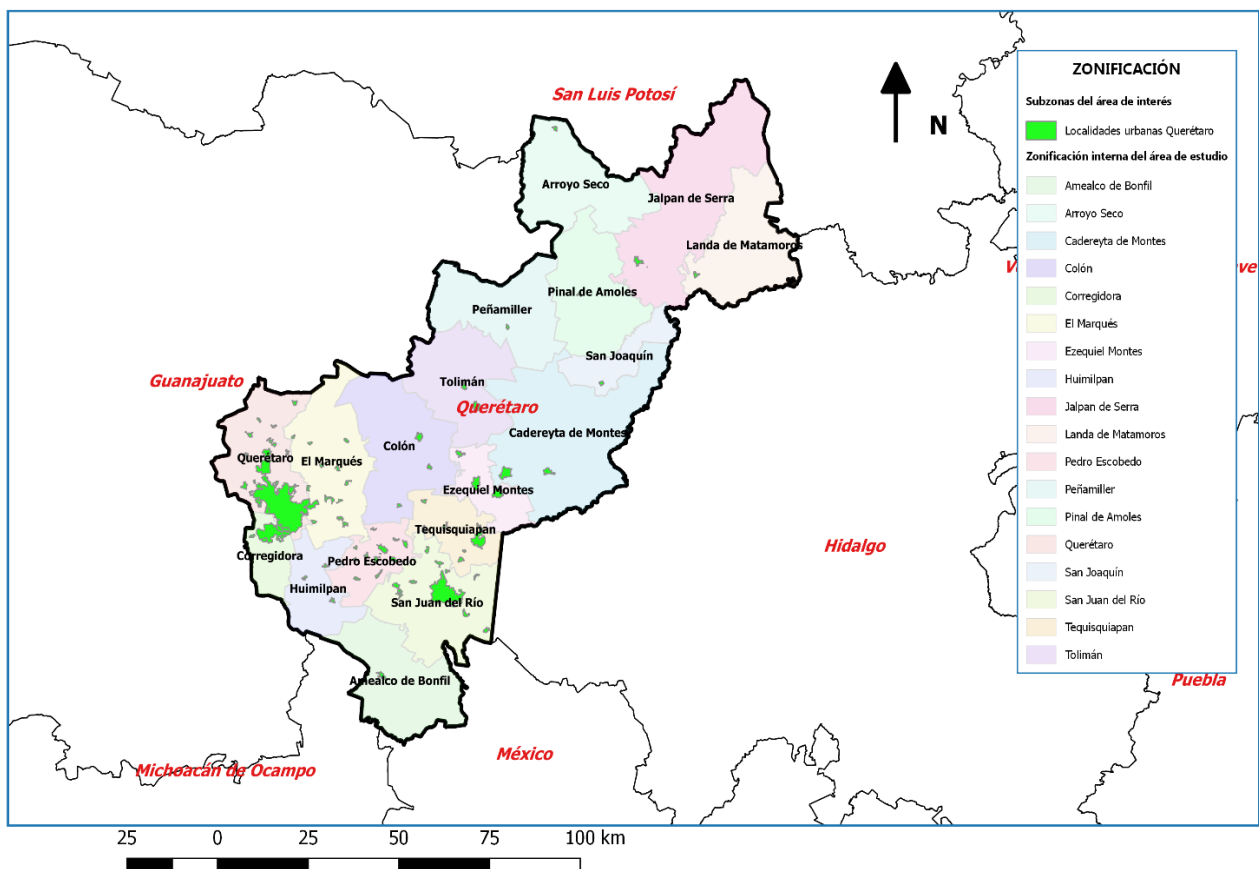 San Luis Potosí
N
Arroyo Seco
Jalpan de Serra
Landa de Matamoros
Pinal de Amoles
Peñamiller
San Joaquín
Guanajuato
Tolimán
Querétaro
Cadereyta de Montes
Colón
Querétaro
El Marqués
Ezequiel Montes
Tequisquiapan
Corregidora
Pedro Escobedo
Huimilpan
San Juan del Río
Hidalgo
Amealco de Bonfil
Puebla
México
Michoacán de Ocampo
ZONIFICACIÓN
Subzonas del área de interés
Localidades urbanas Querétaro
Zonificación interna del área de estudio
Amealco de Bonfil
Arroyo Seco
Cadereyta de Montes
Colón
Corregidora
El Marqués
Ezequiel Montes
Huimilpan
Jalpan de Serra
Landa de Matamoros
Pedro Escobedo
Peñamiller
Pinal de Amoles
Querétaro
San Joaquín
San Juan del Río
Tequisquiapan
Tolimán
25 0 25 50 75 100 km